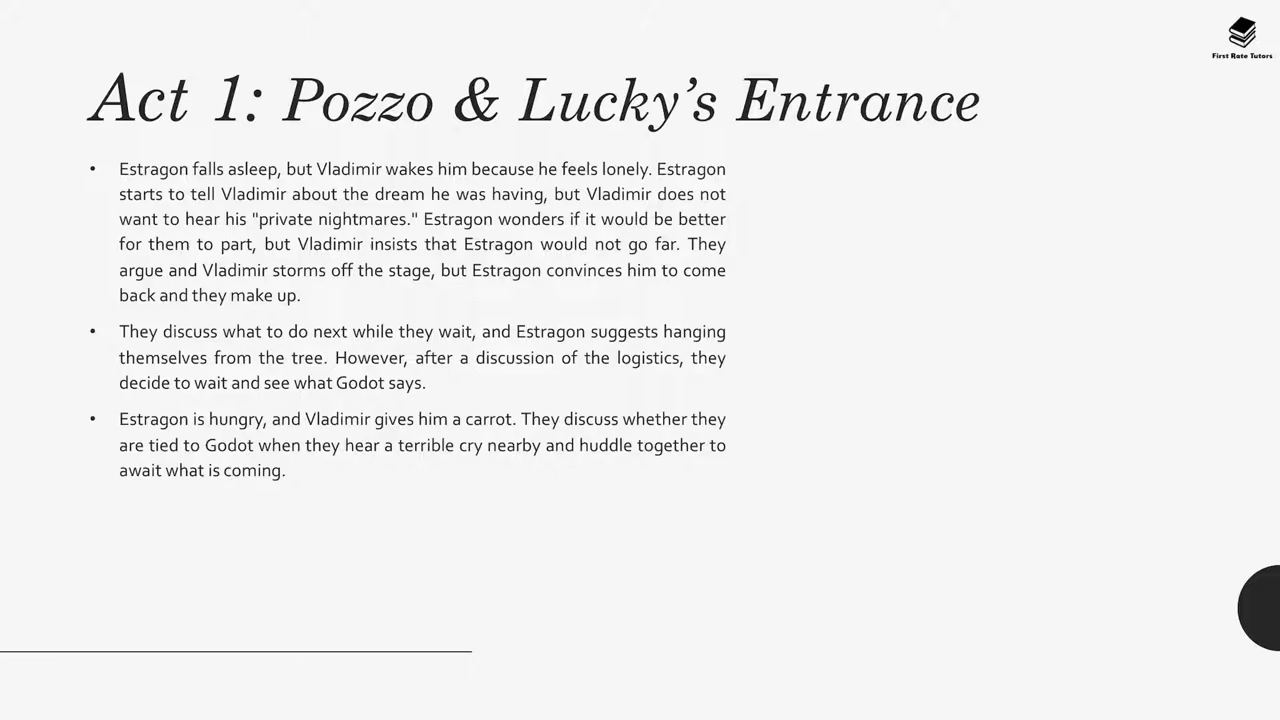 First Rate Tutors
Act 1: Pozzo & Lucky’s Entrance
• Estragon falls asleep, but Vladimir wakes him because he feels lonely. Estragon
starts to tell Vladimir about the dream he was having, but Vladimir does not
want to hear his "private nightmares." Estragon wonders if it would be better
for them to part, but Vladimir insists that Estragon would not go far. They
argue and Vladimir storms off the stage, but Estragon convinces him to come
back and they make up.
• They discuss what to do next while they wait, and Estragon suggests hanging
themselves from the tree. However, after a discussion of the logistics, they
decide to wait and see what Godot says.
• Estragon is hungry, and Vladimir gives him a carrot. They discuss whether they
are tied to Godot when they hear a terrible cry nearby and huddle together to
await what is coming.